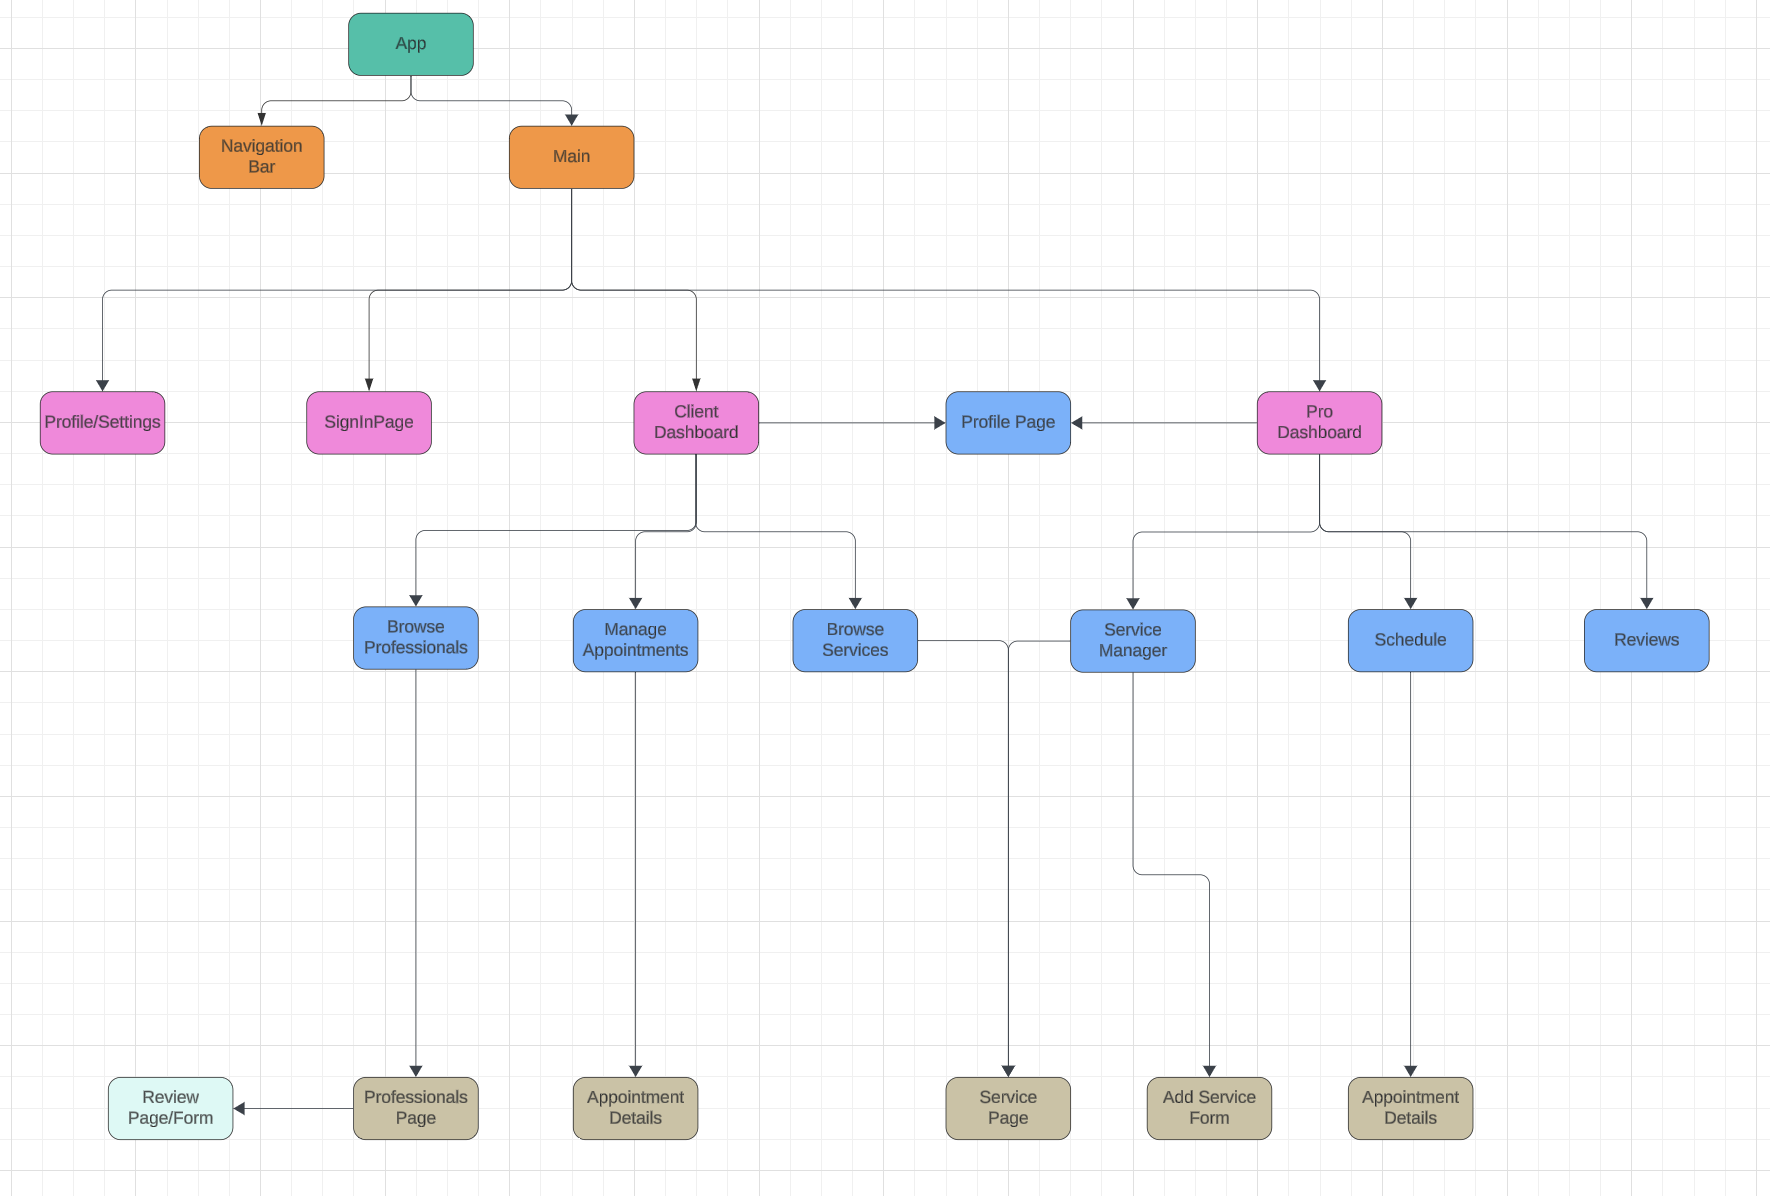 App
Navigation
Bar
Main
Profile/Settings
SignInPage
Client
Dashboard
Profile Page
Pro
Dashboard
Browse
Professionals
Manage
Appointments
Browse
Services
Service
Manager
Schedule
Reviews
Review
Page/Form
Professionals
Page
Appointment
Details
Service
Page
Add Service
Form
Appointment
Details